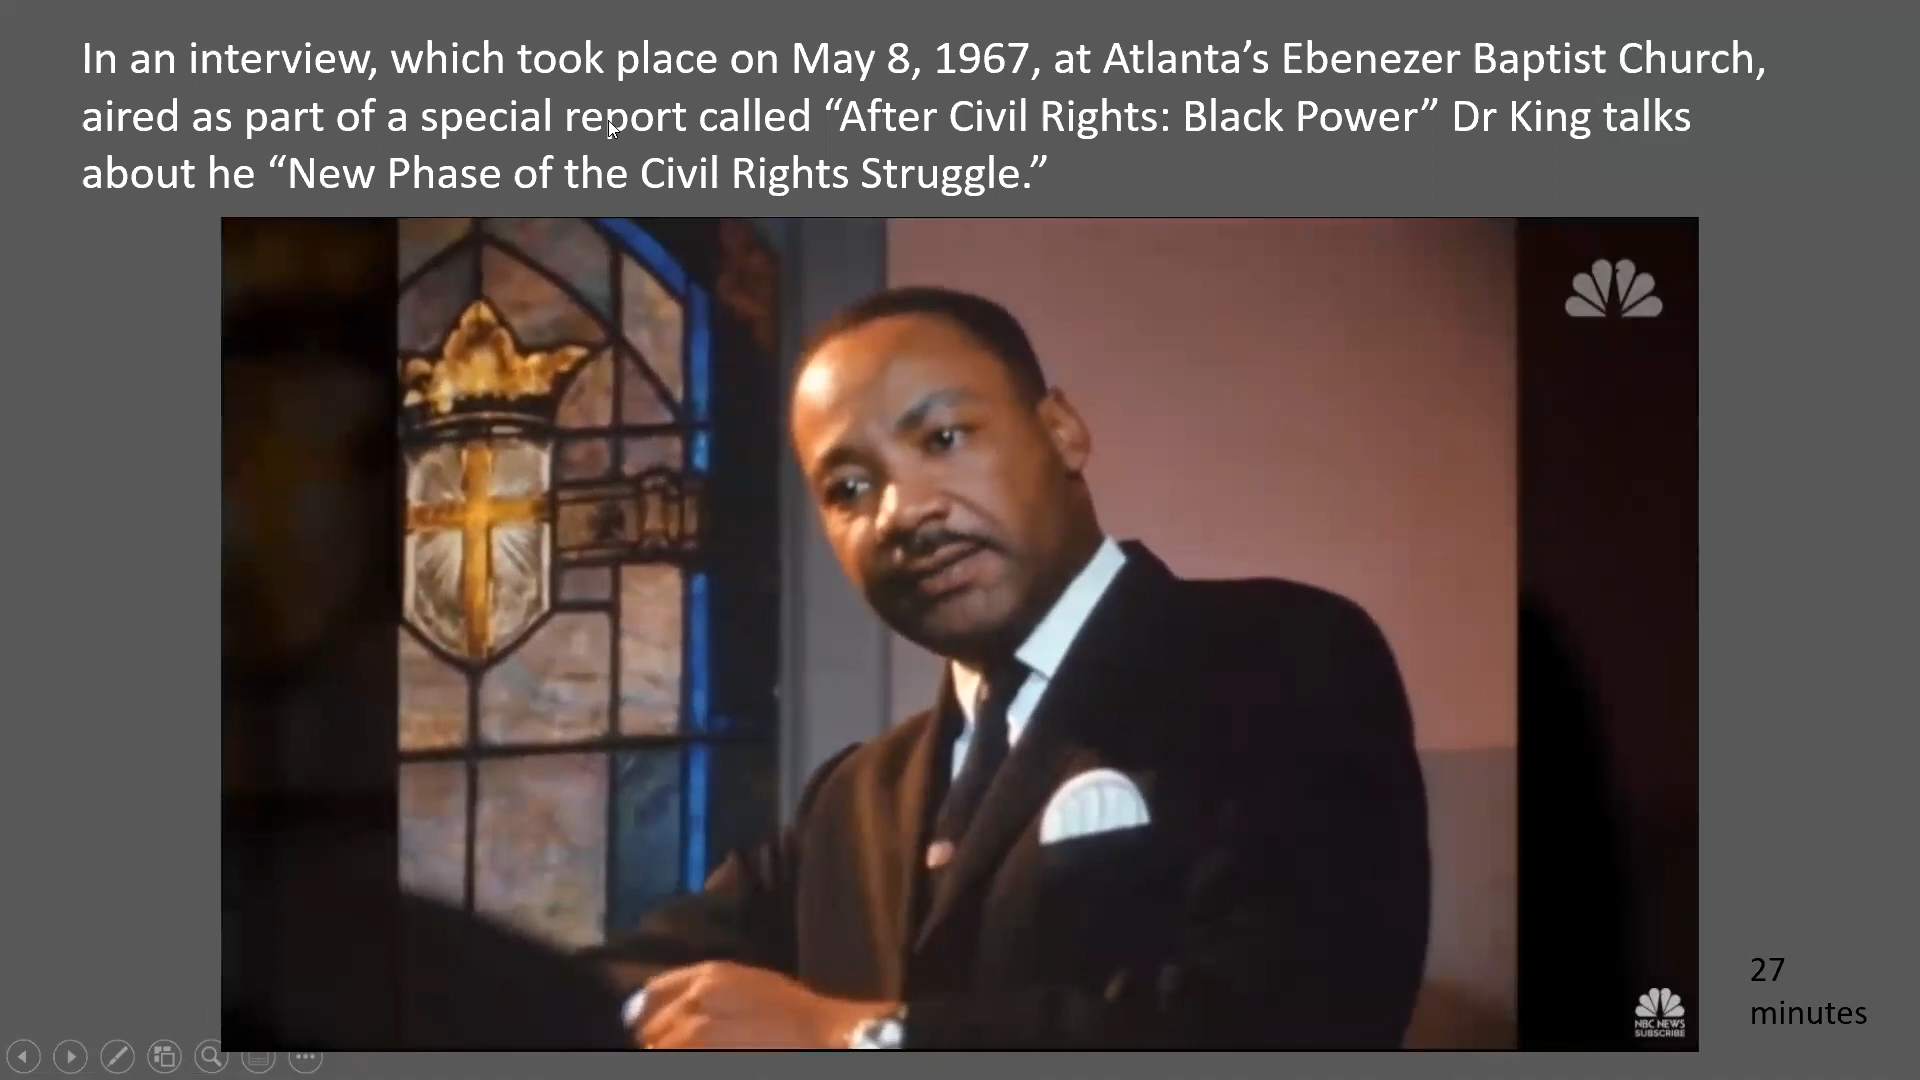 In an interview, which took place on May 8, 1967, at Atlanta’s Ebenezer Baptist Church,
aired as part of a special report called “After Civil Rights: Black Power” Dr King talks
about he “New Phase of the Civil Rights Struggle.”
27
minutes
NBC NEWS
SUBSCRIBE